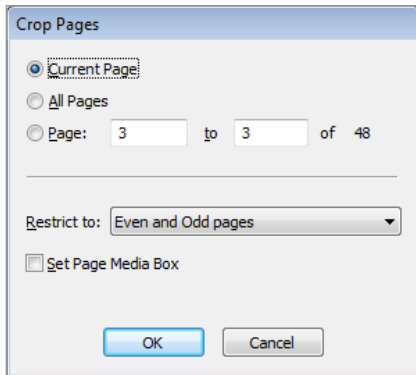 Crop Pages
Current Page
All Pages
Page: 3 to 3 of 48
Restrict to: Even and Odd pages
Set Page Media Box
OK Cancel